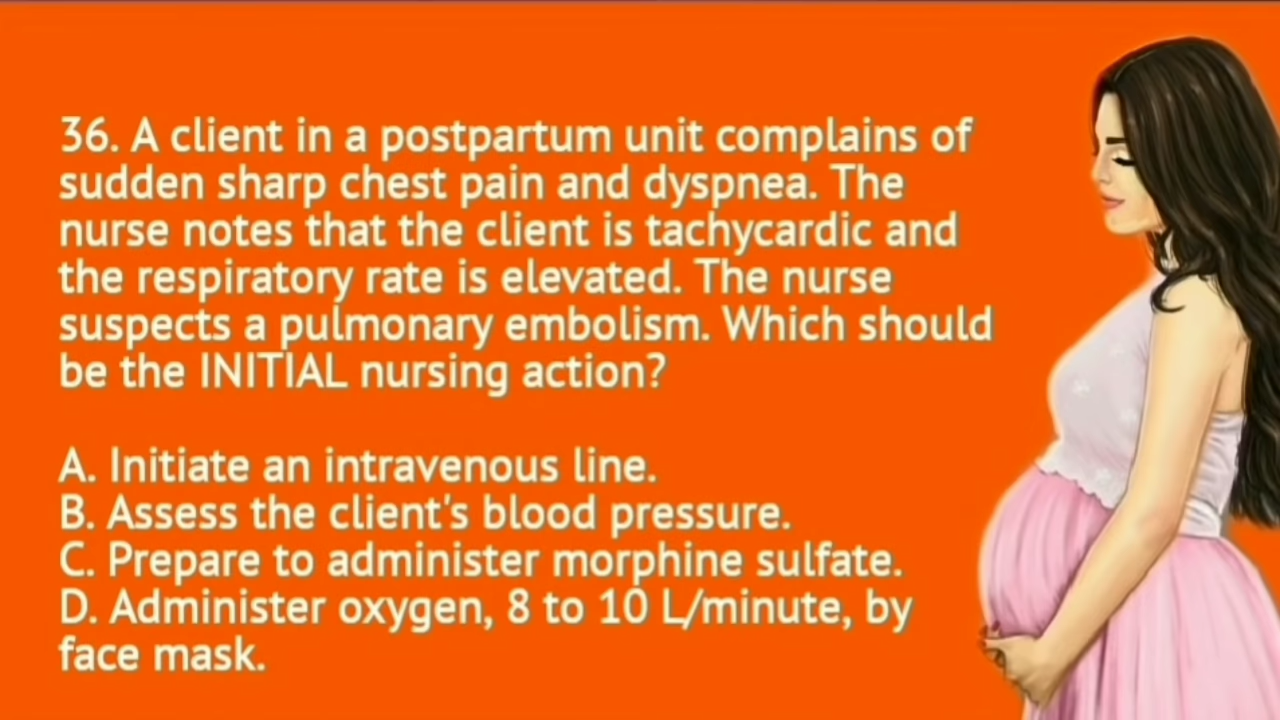 36. A client in a postpartum unit complains of
sudden sharp chest pain and dyspnea. The
nurse notes that the client is tachycardic and
the respiratory rate is elevated. The nurse
suspects a pulmonary embolism. Which should
be the INITIAL nursing action?
A. Initiate an intravenous line.
B. Assess the client's blood pressure.
C. Prepare to administer morphine sulfate.
D. Administer oxygen, 8 to 10 L/minute, by
face mask.